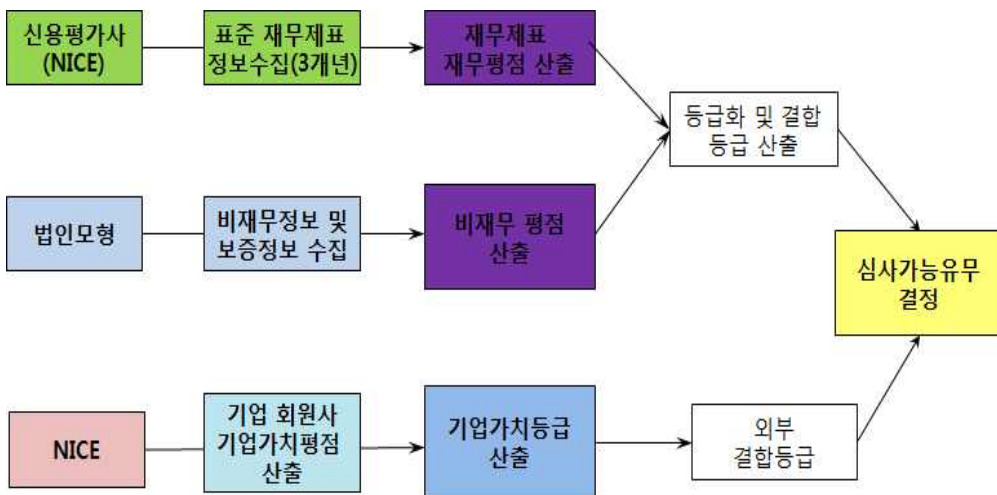 신용평가사
(NICE)
표준 재무제표
정보수집(3개년)
재무제표
재무평점 산출
등급화 및 결합
등급 산출
법인모형
비재무정보 및
보증정보 수집
비재무 평점
산출
심사가능유무
결정
NICE
기업 회원사
기업가치평점
산출
기업가치등급
산출
외부
결합등급